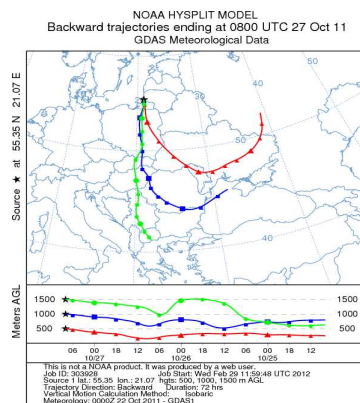 NOAA HYSPLIT MODEL
Backward trajectories ending at 0800 UTC 27 Oct 11
GDAS Meteorological Data
Source ★ at 55.35 N 21.07 E
20
30
50
50
40
40
Meters AGL
1500
1000
500
1500
1000
500
06 00 18 12 06 00 18 12 06 00 18 12
10/27 10/26 10/25
This is not a NOAA product. It was produced by a web user.
Job ID: 303928 Job Start: Wed Feb 29 11:59:48 UTC 2012
Source 1 lat.: 55.35 lon.: 21.07 hgts: 500, 1000, 1500 m AGL
Trajectory Direction: Backward Duration: 72 hrs
Vertical Motion Calculation Method: Isobaric
Meteorology: 0000Z 22 Oct 2011 - GDAS1